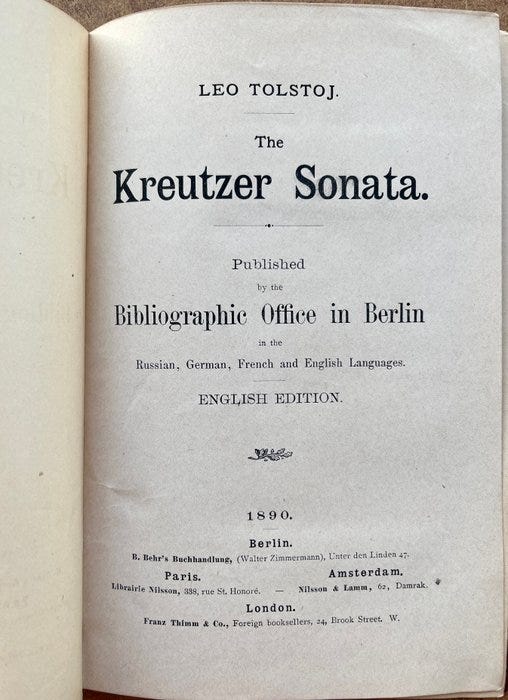 LEO TOLSTOJ.
The
Kreutzer Sonata.
Published
by the
Bibliographic Office in Berlin
in the
Russian, German, French and English Languages.
ENGLISH EDITION.
1890.
Berlin.
B. Behr's Buchhandlung, (Walter Zimmermann), Unter den Linden 47.
Paris. Amsterdam.
Librairie Nilsson, 338, rue St. Honoré. — Nilsson & Lamm, 62, Damrak.
London.
Franz Thimm & Co., Foreign booksellers, 24, Brook Street. W.